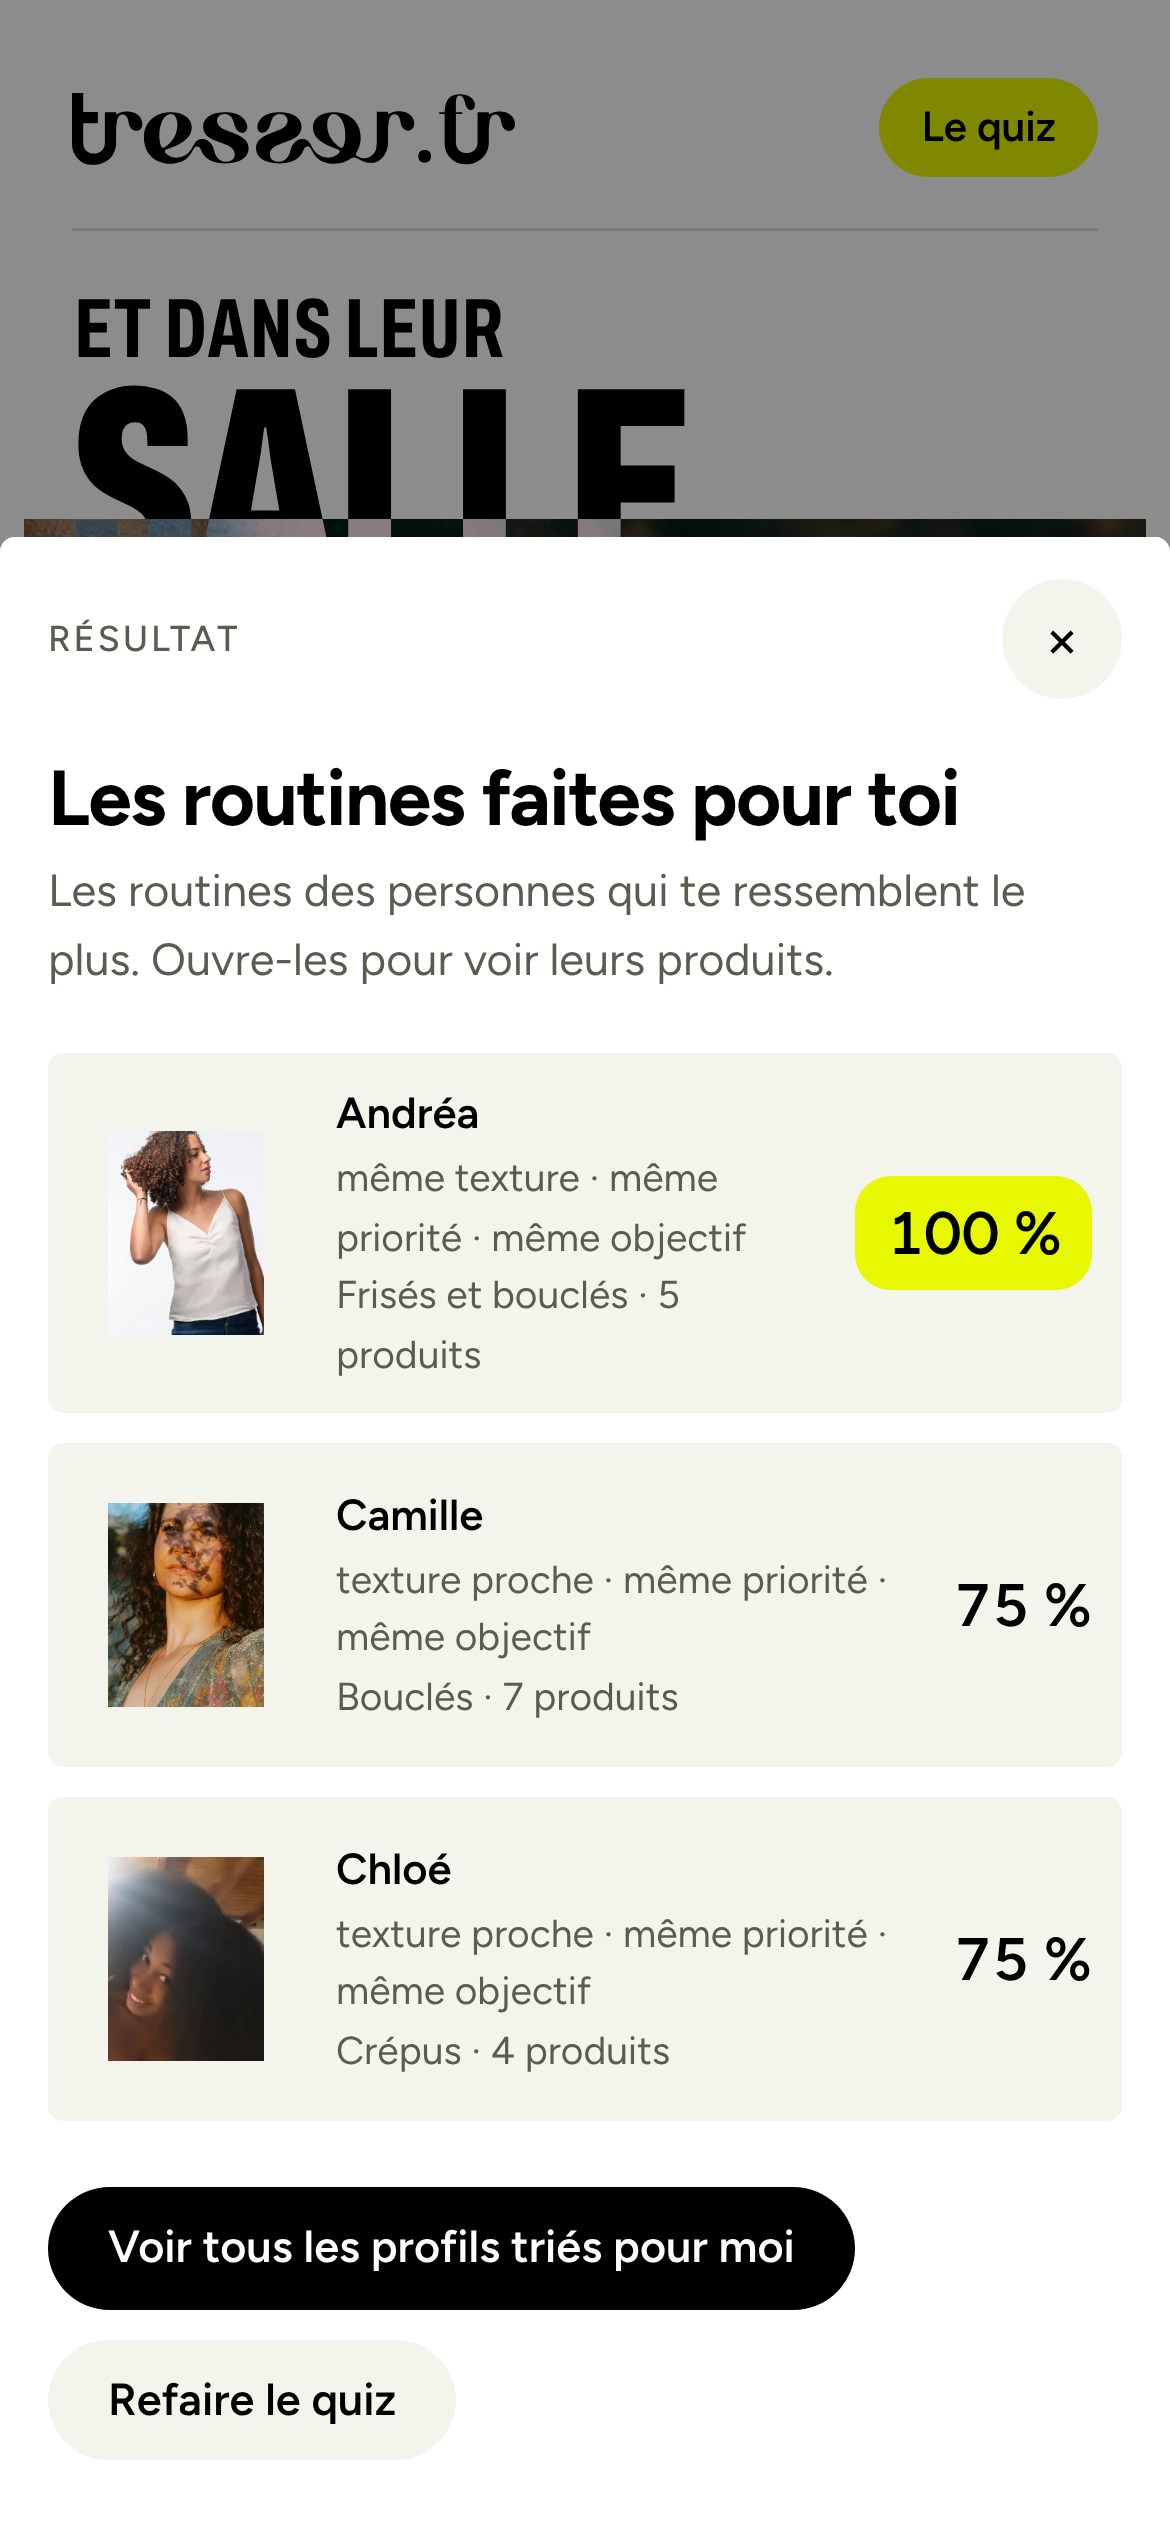 tressor.fr
Le quiz
ET DANS LEUR
SALLE
RÉSULTAT
×
Les routines faites pour toi
Les routines des personnes qui te ressemblent le
plus. Ouvre-les pour voir leurs produits.
Andréa
même texture · même
priorité · même objectif
Frisés et bouclés · 5
produits
100 %
Camille
texture proche · même priorité ·
même objectif
Bouclés · 7 produits
75 %
Chloé
texture proche · même priorité ·
même objectif
Crépus · 4 produits
75 %
Voir tous les profils triés pour moi
Refaire le quiz